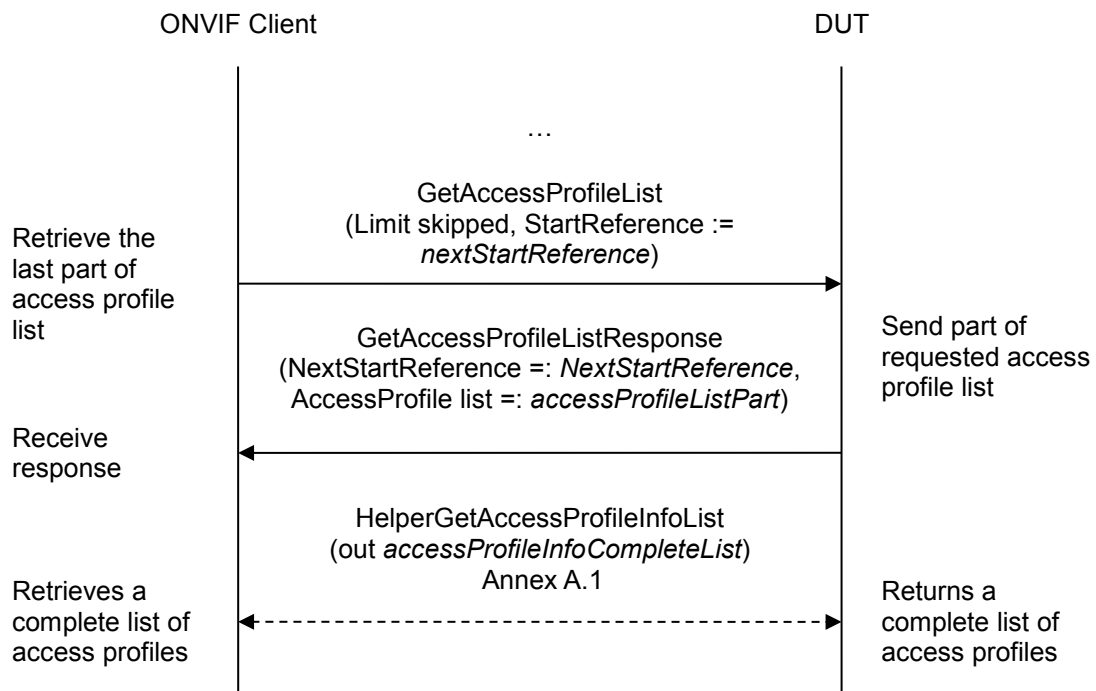 ONVIF Client
DUT
…
GetAccessProfileList
(Limit skipped, StartReference :=
nextStartReference)
Retrieve the
last part of
access profile
list
GetAccessProfileListResponse
(NextStartReference =: NextStartReference,
AccessProfile list =: accessProfileListPart)
Send part of
requested access
profile list
Receive
response
HelperGetAccessProfileInfoList
(out accessProfileInfoCompleteList)
Annex A.1
Retrieves a
complete list of
access profiles
Returns a
complete list of
access profiles